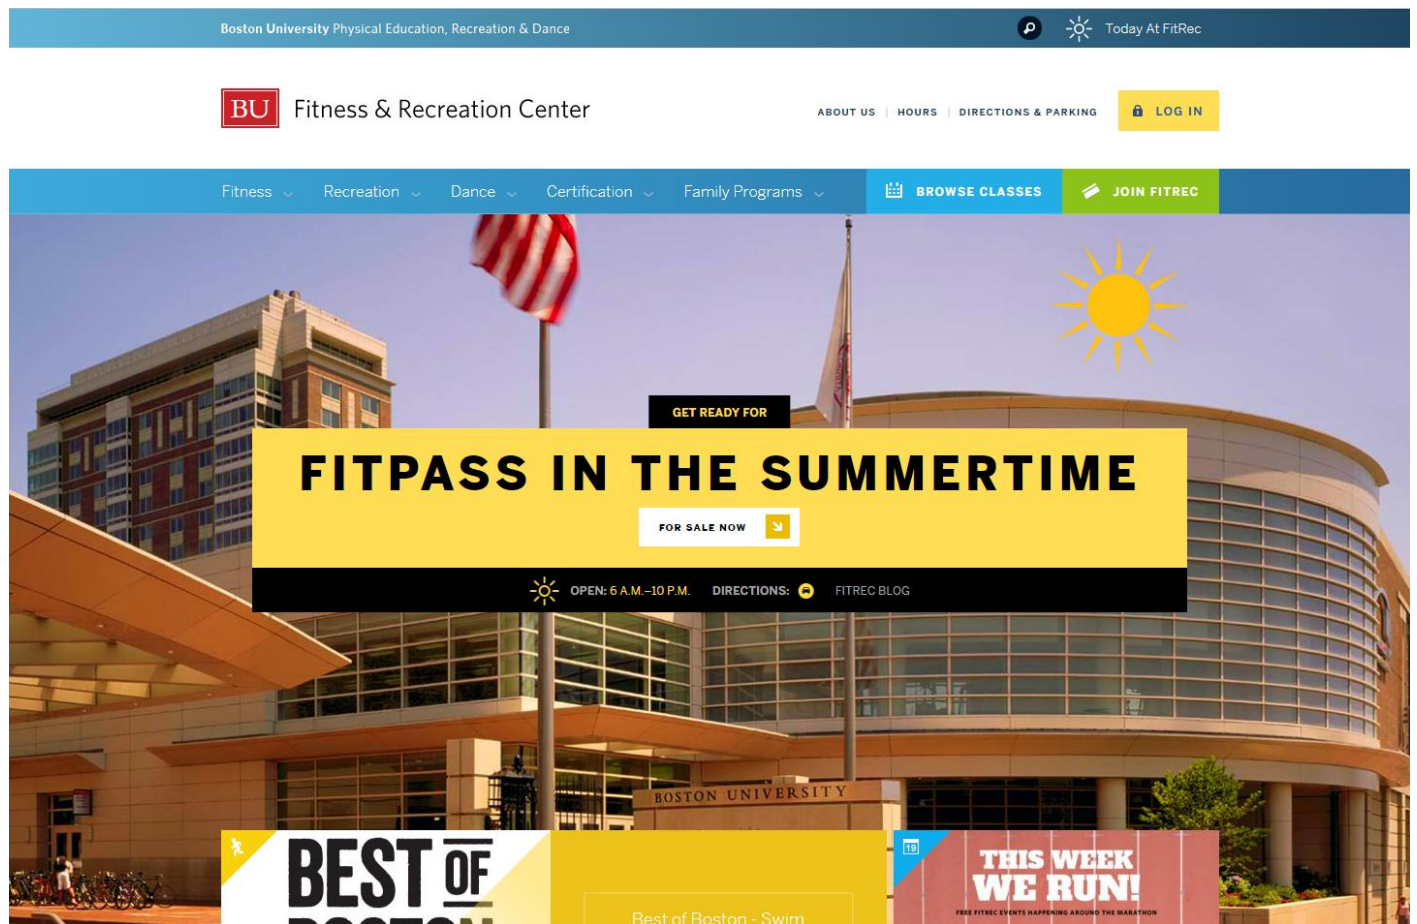 Boston University Physical Education, Recreation & Dance
Today At FitRec
BU Fitness & Recreation Center
ABOUT US | HOURS | DIRECTIONS & PARKING
LOG IN
Fitness
Recreation
Dance
Certification
Family Programs
BROWSE CLASSES
JOIN FITREC
GET READY FOR
FITPASS IN THE SUMMERTIME
FOR SALE NOW
OPEN: 6 A.M.–10 P.M. DIRECTIONS: FITREC BLOG
BOSTON UNIVERSITY
BEST OF
BOSTON
Best of Boston - Swim
19
THIS WEEK
WE RUN!
FREE FITREC EVENTS HAPPENING AROUND THE MARATHON